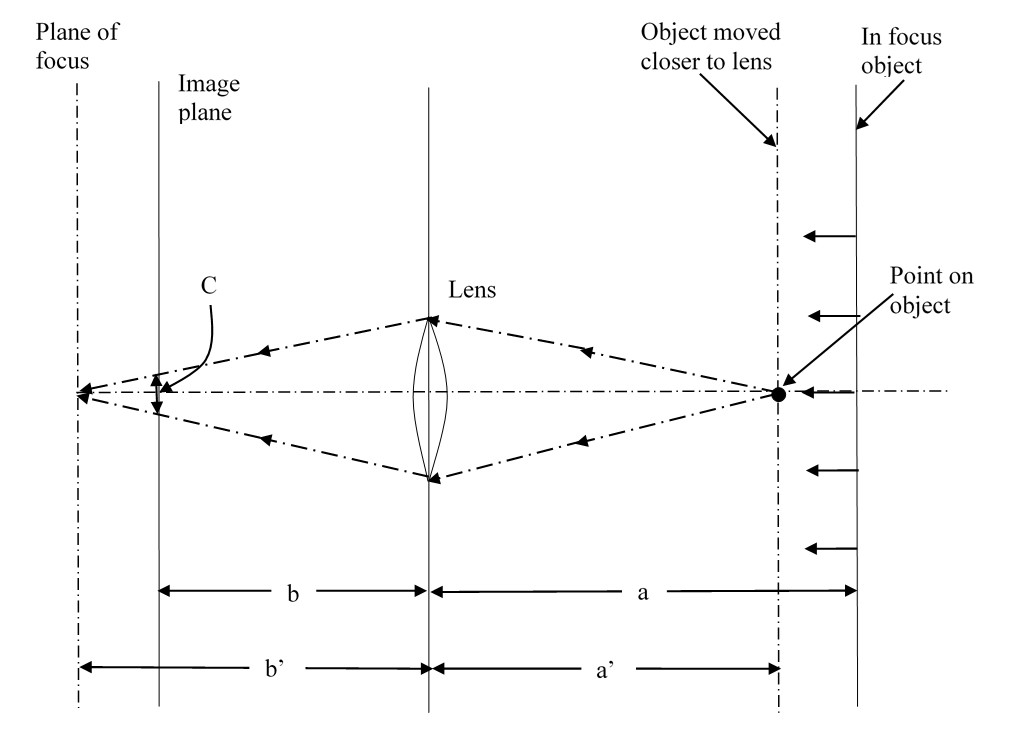 Plane of
focus
Image
plane
Object moved
closer to lens
In focus
object
Point on
object
C
Lens
b
a
b’
a’